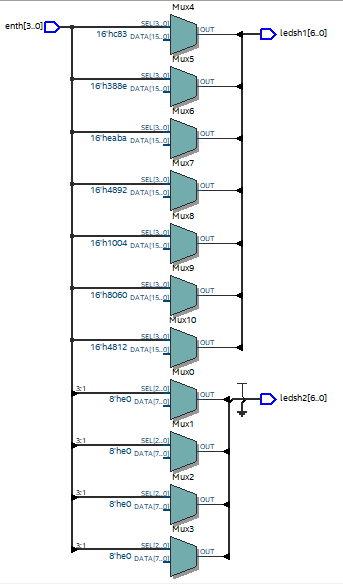 Mux4
enth[3..0]
SEL[3..0]
16'hc83
DATA[15..0]
OUT
ledsh1[6..0]
Mux5
SEL[3..0]
16'h388e
DATA[15..0]
OUT
Mux6
SEL[3..0]
16'heaba
DATA[15..0]
OUT
Mux7
SEL[3..0]
16'h4892
DATA[15..0]
OUT
Mux8
SEL[3..0]
16'h1004
DATA[15..0]
OUT
Mux9
SEL[3..0]
16'h8060
DATA[15..0]
OUT
Mux10
SEL[3..0]
16'h4812
DATA[15..0]
OUT
Mux0
3:1
SEL[2..0]
8'he0
DATA[7..0]
OUT
ledsh2[6..0]
Mux1
3:1
SEL[2..0]
8'he0
DATA[7..0]
OUT
Mux2
3:1
SEL[2..0]
8'he0
DATA[7..0]
OUT
Mux3
3:1
SEL[2..0]
8'he0
DATA[7..0]
OUT